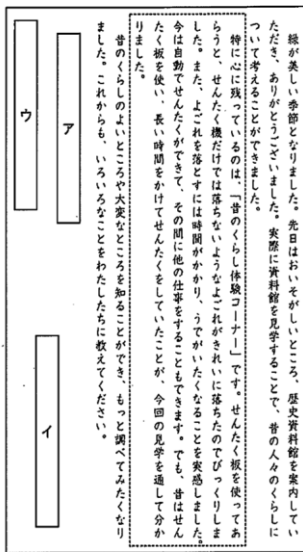 緑が美しい季節となりました。先日はおいそがしいところ、歴史資料館を案内してい
ただき、ありがとうございました。実際に資料館を見学することで、昔の人々のくらしに
ついて考えることができました。
特に心に残っているのは、「昔のくらし体験コーナー」です。せんたく板を使ってあ
らうと、せんたく機だけでは落ちないようなよごれがきれいに落ちたのでびっくりしま
した。また、よごれを落とすには時間がかかり、うでがいたくなることを実感しました。
今は自動でせんたくができて、その間に他の仕事をすることもできます。でも、昔はせん
たく板を使い、長い時間をかけてせんたくをしていたことが、今回の見学を通して分か
りました。
昔のくらしのよいところや大変なところを知ることができ、もっと調べてみたくなり
ました。これからも、いろいろなことをわたしたちに教えてください。
ア
イ
ウ